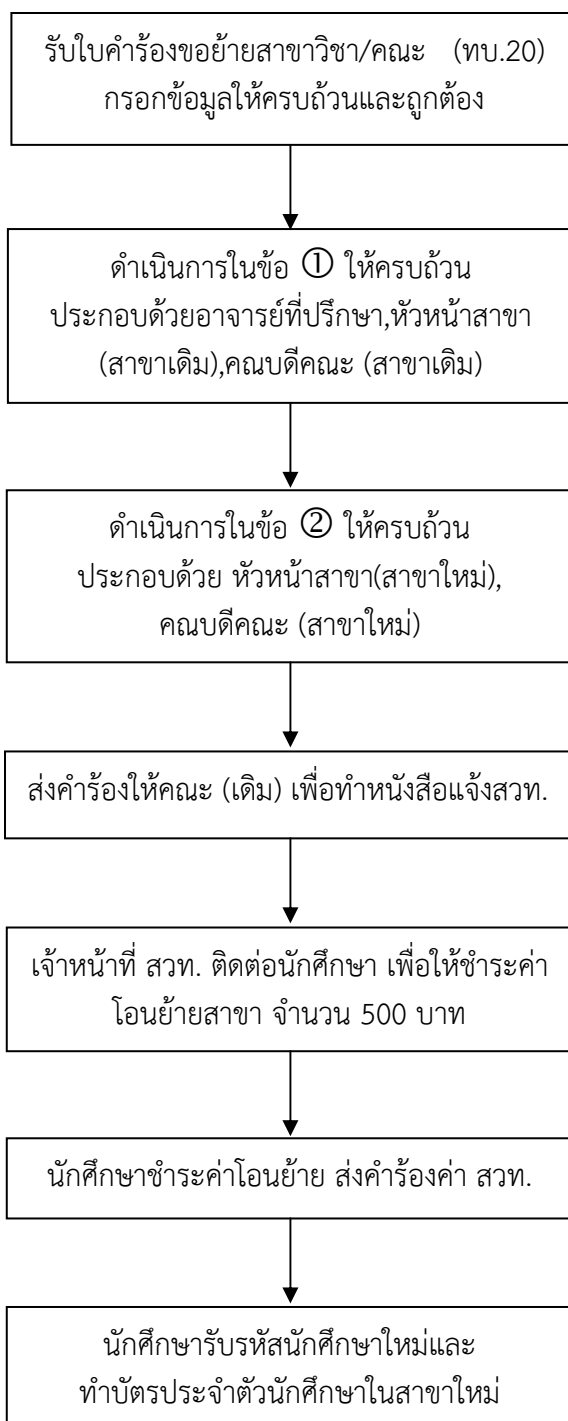 รับใบคำร้องขอย้ายสาขาวิชา/คณะ (ทบ.20)
กรอกข้อมูลให้ครบถ้วนและถูกต้อง
ดำเนินการในข้อ ① ให้ครบถ้วน
ประกอบด้วยอาจารย์ที่ปรึกษา,หัวหน้าสาขา
(สาขาเดิม),คณบดีคณะ (สาขาเดิม)
ดำเนินการในข้อ ② ให้ครบถ้วน
ประกอบด้วย หัวหน้าสาขา(สาขาใหม่),
คณบดีคณะ (สาขาใหม่)
ส่งคำร้องให้คณะ (เดิม) เพื่อทำหนังสือแจ้งสวท.
เจ้าหน้าที่ สวท. ติดต่อนักศึกษา เพื่อให้ชำระค่า
โอนย้ายสาขา จำนวน 500 บาท
นักศึกษาชำระค่าโอนย้าย ส่งคำร้องค่า สวท.
นักศึกษารับรหัสนักศึกษาใหม่และ
ทำบัตรประจำตัวนักศึกษาในสาขาใหม่